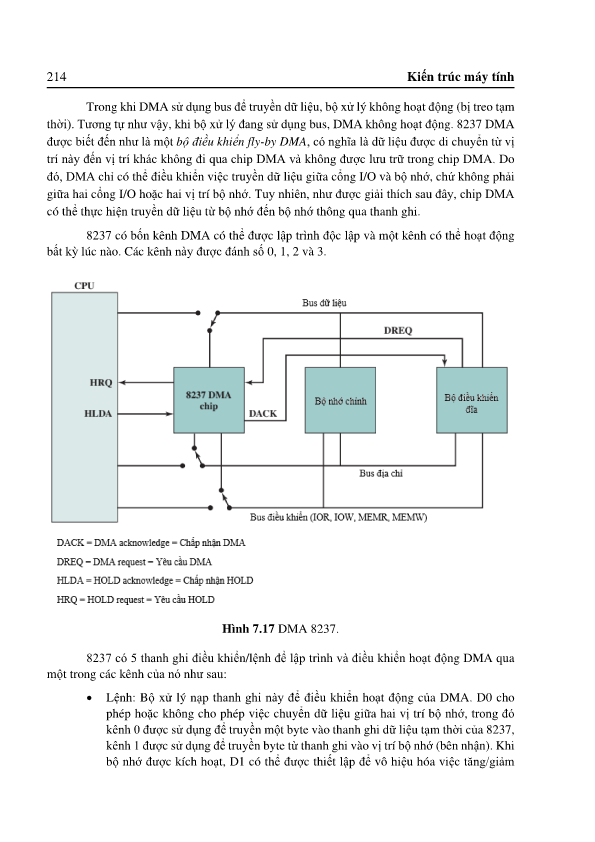 214
Kiến trúc máy tính
Trong khi DMA sử dụng bus để truyền dữ liệu, bộ xử lý không hoạt động (bị treo tạm
thời). Tương tự như vậy, khi bộ xử lý đang sử dụng bus, DMA không hoạt động. 8237 DMA
được biết đến như là một bộ điều khiển fly-by DMA, có nghĩa là dữ liệu được di chuyển từ vị
trí này đến vị trí khác không đi qua chip DMA và không được lưu trữ trong chip DMA. Do
đó, DMA chỉ có thể điều khiển việc truyền dữ liệu giữa cổng I/O và bộ nhớ, chứ không phải
giữa hai cổng I/O hoặc hai vị trí bộ nhớ. Tuy nhiên, như được giải thích sau đây, chip DMA
có thể thực hiện truyền dữ liệu từ bộ nhớ đến bộ nhớ thông qua thanh ghi.
8237 có bốn kênh DMA có thể được lập trình độc lập và một kênh có thể hoạt động
bất kỳ lúc nào. Các kênh này được đánh số 0, 1, 2 và 3.
CPU
Bus dữ liệu
DREQ
HRQ
HLDA
8237 DMA
chip
DACK
Bộ nhớ chính
Bộ điều khiển
đĩa
Bus địa chỉ
Bus điều khiển (IOR, IOW, MEMR, MEMW)
DACK = DMA acknowledge = Chấp nhận DMA
DREQ = DMA request = Yêu cầu DMA
HLDA = HOLD acknowledge = Chấp nhận HOLD
HRQ = HOLD request = Yêu cầu HOLD
Hình 7.17 DMA 8237.
8237 có 5 thanh ghi điều khiển/lệnh để lập trình và điều khiển hoạt động DMA qua
một trong các kênh của nó như sau:
• Lệnh: Bộ xử lý nạp thanh ghi này để điều khiển hoạt động của DMA. D0 cho
phép hoặc không cho phép việc chuyển dữ liệu giữa hai vị trí bộ nhớ, trong đó
kênh 0 được sử dụng để truyền một byte vào thanh ghi dữ liệu tạm thời của 8237,
kênh 1 được sử dụng để truyền byte từ thanh ghi vào vị trí bộ nhớ (bên nhận). Khi
bộ nhớ được kích hoạt, D1 có thể được thiết lập để vô hiệu hóa việc tăng/giảm